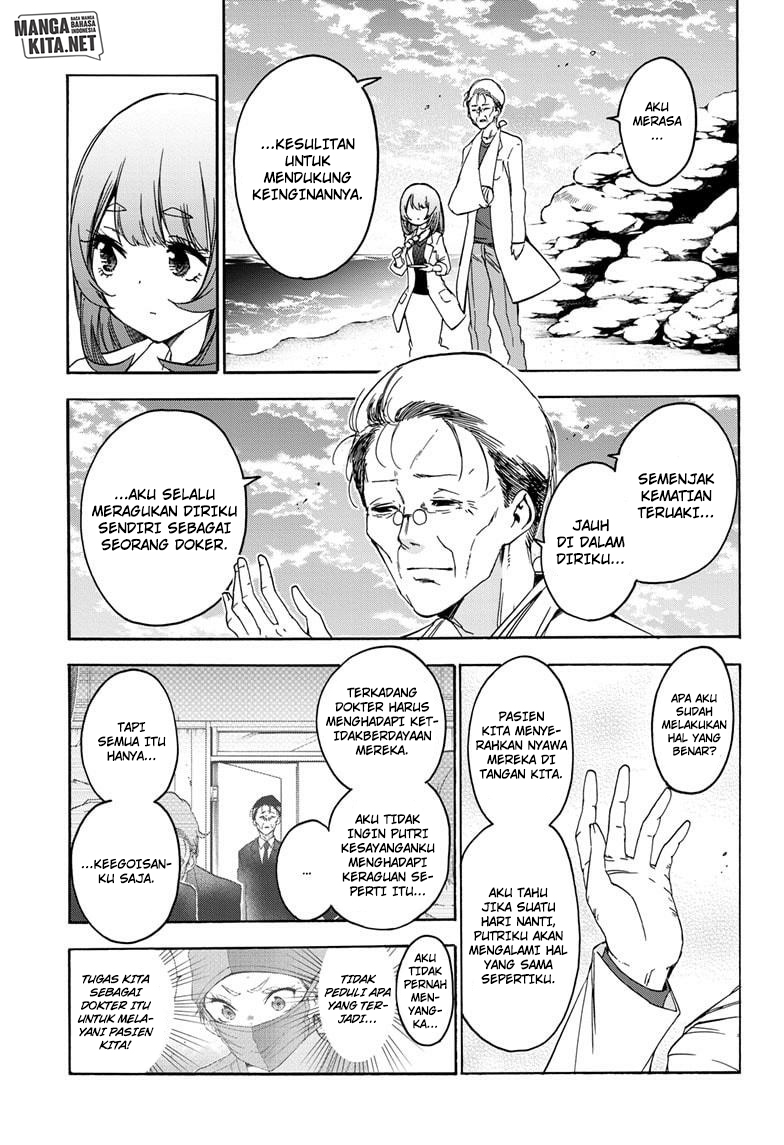 MANGA
KITA.NET
BACA MANGA
BAHASA
INDONESIA
AKU
MERASA
...
...KESULITAN
UNTUK
MENDUKUNG
KEINGINANNYA.
SEMENJAK
KEMATIAN
TERUAKI...
JAUH
DI DALAM
DIRIKU...
...AKU SELALU
MERAGUKAN DIRIKU
SENDIRI SEBAGAI
SEORANG DOKER.
APA AKU
SUDAH
MELAKUKAN
HAL YANG
BENAR?
PASIEN
KITA MENYE-
RAHKAN NYAWA
MEREKA DI
TANGAN KITA.
AKU TAHU
JIKA SUATU
HARI NANTI,
PUTRIKU AKAN
MENGALAMI HAL
YANG SAMA
SEPERTIKU.
TERKADANG
DOKTER HARUS
MENGHADAPI KET-
IDAKBERDAYAAN
MEREKA.
AKU TIDAK
INGIN PUTRI
KESAYANGANKU
MENGHADAPI
KERAGUAN SE-
PERTI ITU...
...
TAPI
SEMUA ITU
HANYA...
...KEEGOISAN-
KU SAJA.
AKU
TIDAK
PERNAH
MEN-
YANG-
KA...
TIDAK
PEDULI APA
YANG TER-
JADI...
TUGAS KITA
SEBAGAI
DOKTER ITU
UNTUK MELA-
YANI PASIEN
KITA!